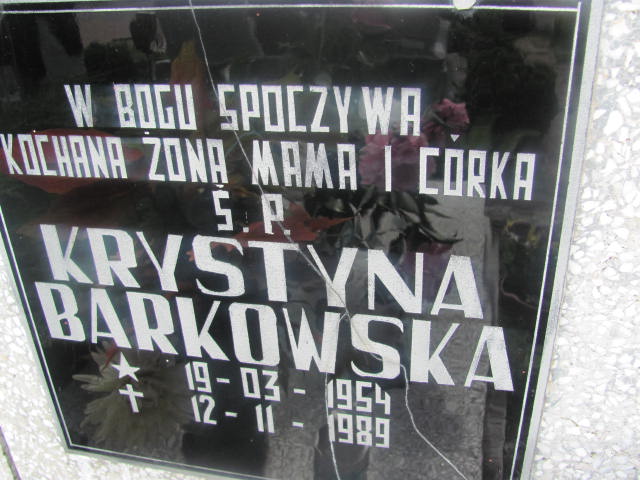 W BOGU SPOCZYWA
KOCHANA ŻONA MAMA I CÓRKA
Ś.P.
KRYSTYNA
BARKOWSKA
★ 19-03-1954
✝ 12-11-1989